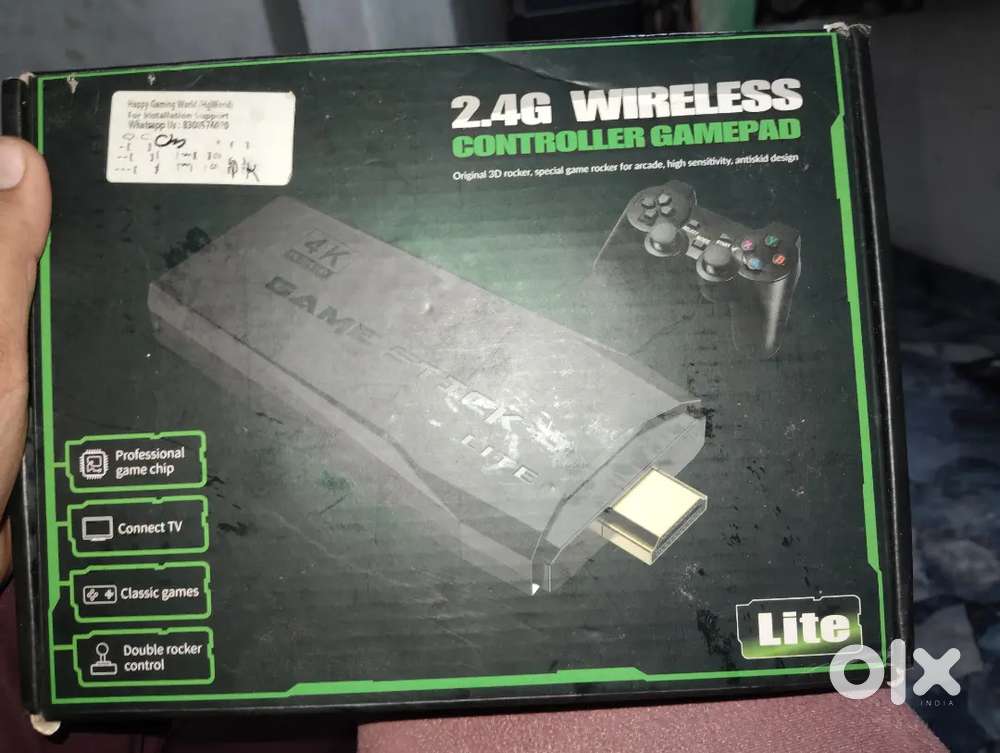 Happy Gaming World (HgWorld)
For Installation Support
Whatsapp Us :
2.4G WIRELESS
CONTROLLER GAMEPAD
Original 3D rocker, special game rocker for arcade, high sensitivity, antiskid design
4K
GAME STICK
LITE
Professional
game chip
Connect TV
Classic games
Double rocker
control
Lite
olx
INDIA